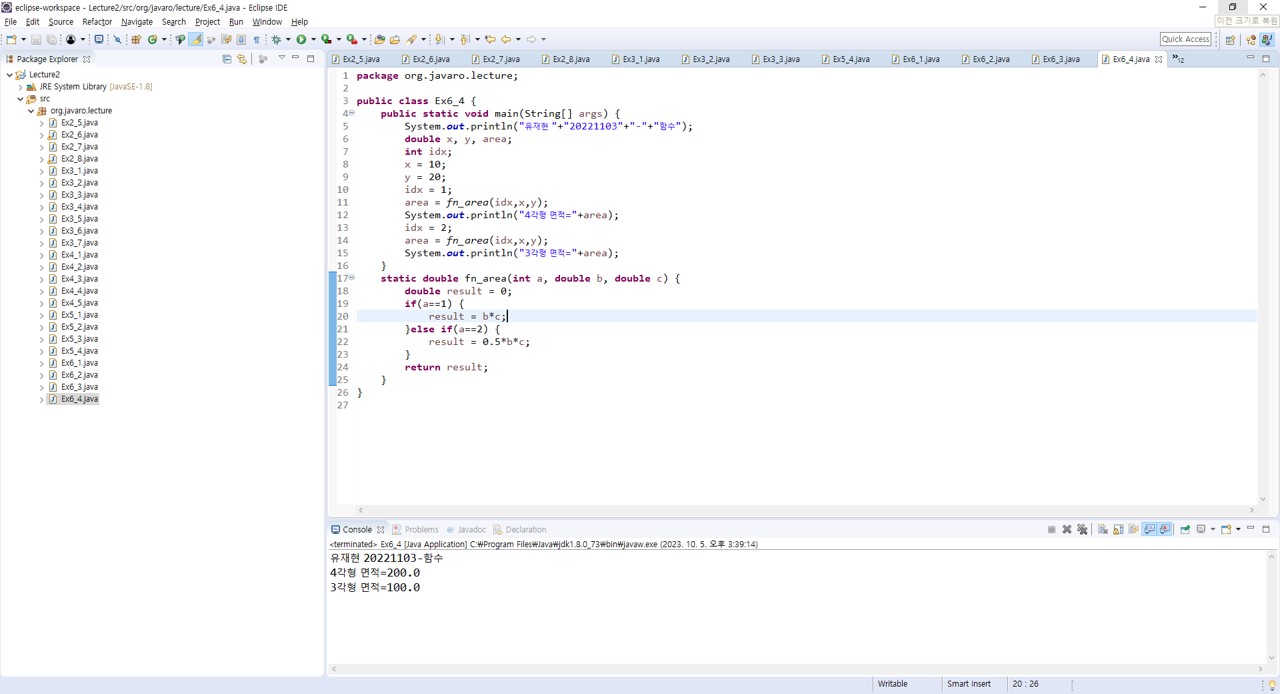 eclipse-workspace - Lecture2/src/org/javaro/lecture/Ex6_4.java - Eclipse IDE
File Edit Source Refactor Navigate Search Project Run Window Help
이전 크기로 복원
Quick Access
Package Explorer
Lecture2
JRE System Library [JavaSE-1.8]
src
org.javaro.lecture
Ex2_5.java
Ex2_6.java
Ex2_7.java
Ex2_8.java
Ex3_1.java
Ex3_2.java
Ex3_3.java
Ex3_4.java
Ex3_5.java
Ex3_6.java
Ex3_7.java
Ex4_1.java
Ex4_2.java
Ex4_3.java
Ex4_4.java
Ex4_5.java
Ex5_1.java
Ex5_2.java
Ex5_3.java
Ex5_4.java
Ex6_1.java
Ex6_2.java
Ex6_3.java
Ex6_4.java
Ex2_5.java Ex2_6.java Ex2_7.java Ex2_8.java Ex3_1.java Ex3_2.java Ex3_3.java Ex5_4.java Ex6_1.java Ex6_2.java Ex6_3.java Ex6_4.java »12
1 package org.javaro.lecture;
2
3 public class Ex6_4 {
4 public static void main(String[] args) {
5 System.out.println("유재현 "+"20221103"+"-"+"함수");
6 double x, y, area;
7 int idx;
8 x = 10;
9 y = 20;
10 idx = 1;
11 area = fn_area(idx,x,y);
12 System.out.println("4각형 면적="+area);
13 idx = 2;
14 area = fn_area(idx,x,y);
15 System.out.println("3각형 면적="+area);
16 }
17 static double fn_area(int a, double b, double c) {
18 double result = 0;
19 if(a==1) {
20 result = b*c;
21 }else if(a==2) {
22 result = 0.5*b*c;
23 }
24 return result;
25 }
26 }
27
Console Problems @ Javadoc Declaration
<terminated> Ex6_4 [Java Application] C:₩Program Files₩Java₩jdk1.8.0_73₩bin₩javaw.exe (2023. 10. 5. 오후 3:39:14)
유재현 20221103-함수
4각형 면적=200.0
3각형 면적=100.0
Writable Smart Insert 20 : 26